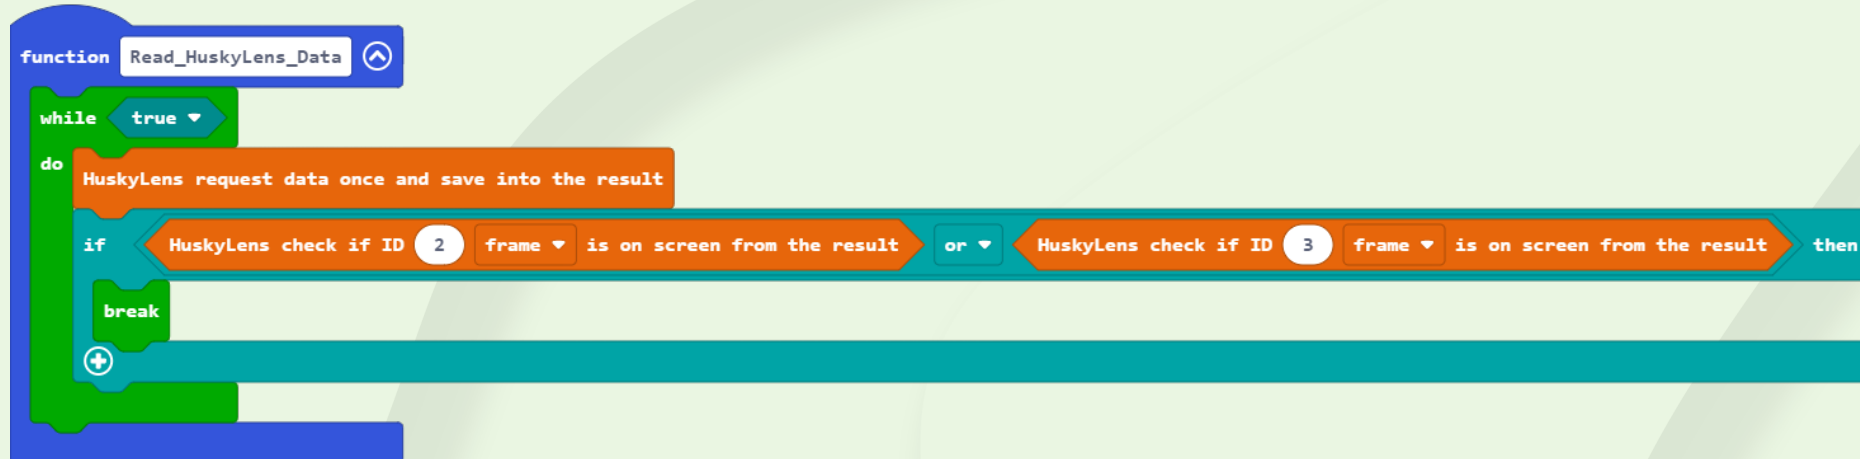 function Read_HuskyLens_Data
while true
do
HuskyLens request data once and save into the result
if HuskyLens check if ID 2 frame is on screen from the result or HuskyLens check if ID 3 frame is on screen from the result then
break